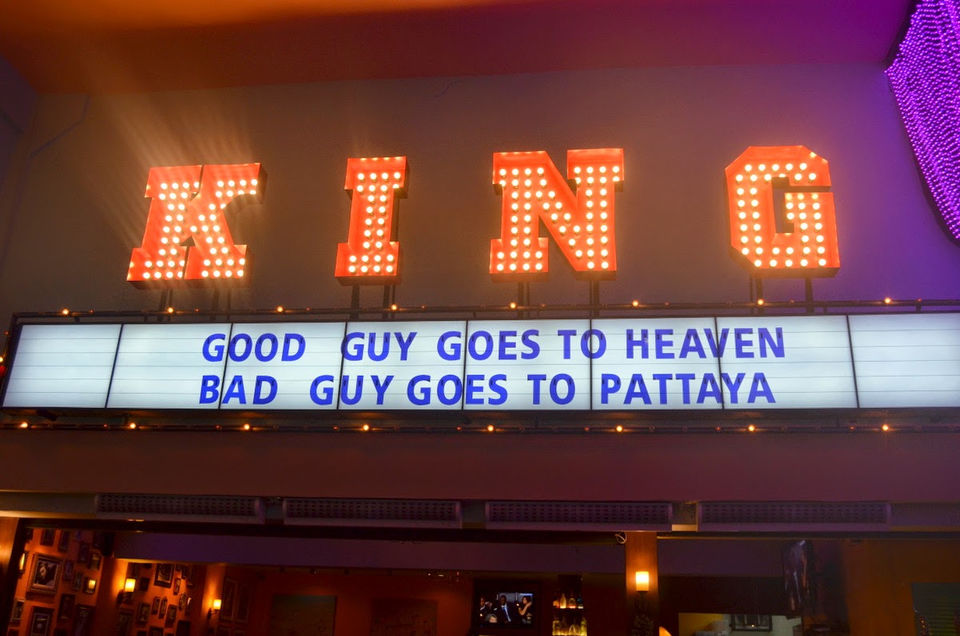 KING
GOOD GUY GOES TO HEAVEN
BAD GUY GOES TO PATTAYA